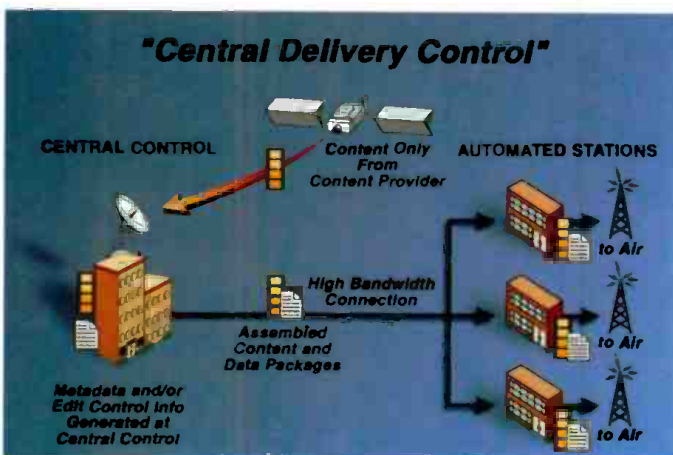 "Central Delivery Control"
CENTRAL CONTROL
Content Only
From
Content Provider
AUTOMATED STATIONS
to Air
High Bandwidth
Connection
to Air
Assembled
Content and
Data Packages
to Air
Metadata and/or
Edit Control Info
Generated at
Central Control